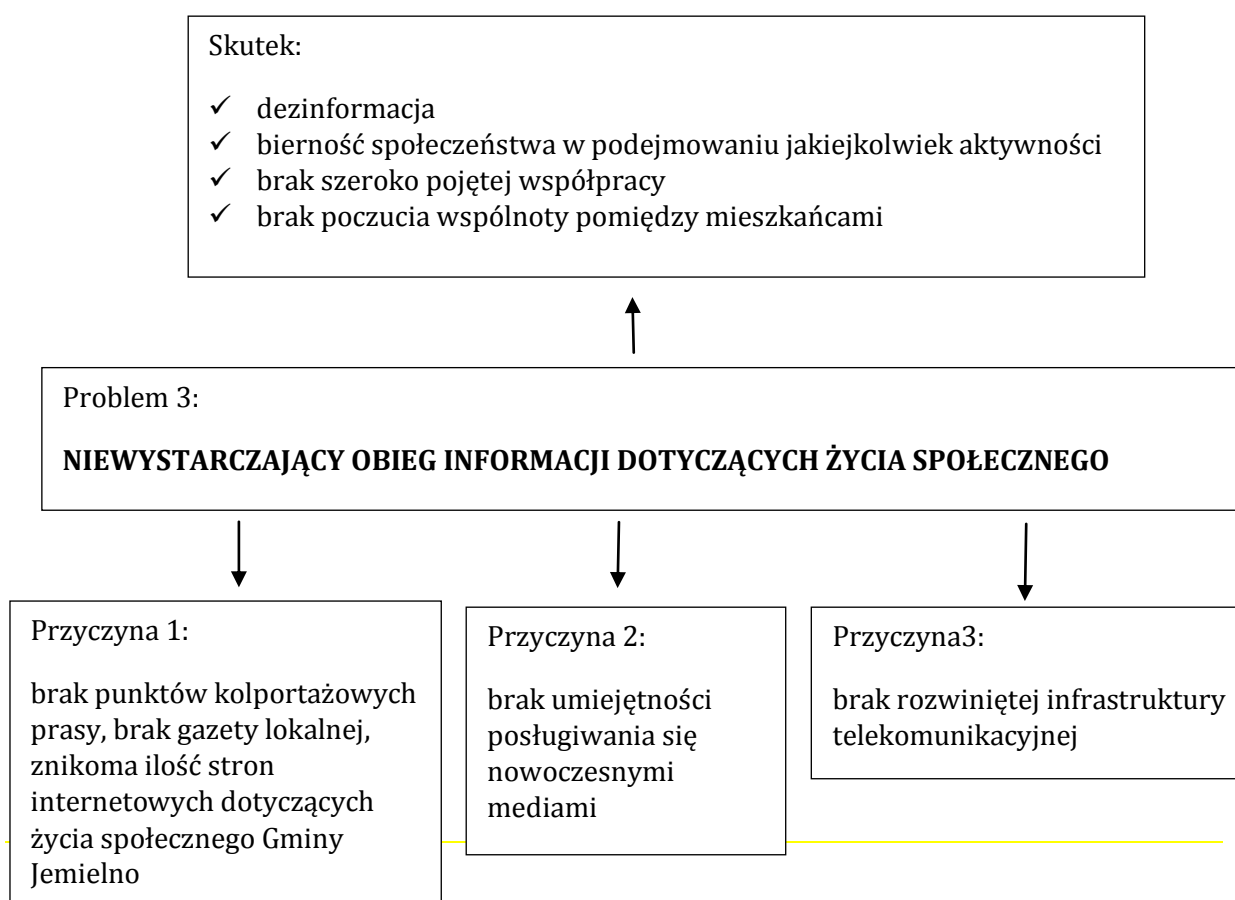 Skutek:
✓ dezinformacja
✓ bierność społeczeństwa w podejmowaniu jakiejkolwiek aktywności
✓ brak szeroko pojętej współpracy
✓ brak poczucia wspólnoty pomiędzy mieszkańcami
Problem 3:
NIEWYSTARCZAJĄCY OBIEG INFORMACJI DOTYCZĄCYCH ŻYCIA SPOŁECZNEGO
Przyczyna 1:
brak punktów kolportażowych
prasy, brak gazety lokalnej,
znikoma ilość stron
internetowych dotyczących
życia społecznego Gminy
Jemielno
Przyczyna 2:
brak umiejętności
posługiwania się
nowoczesnymi
mediami
Przyczyna3:
brak rozwiniętej infrastruktury
telekomunikacyjnej